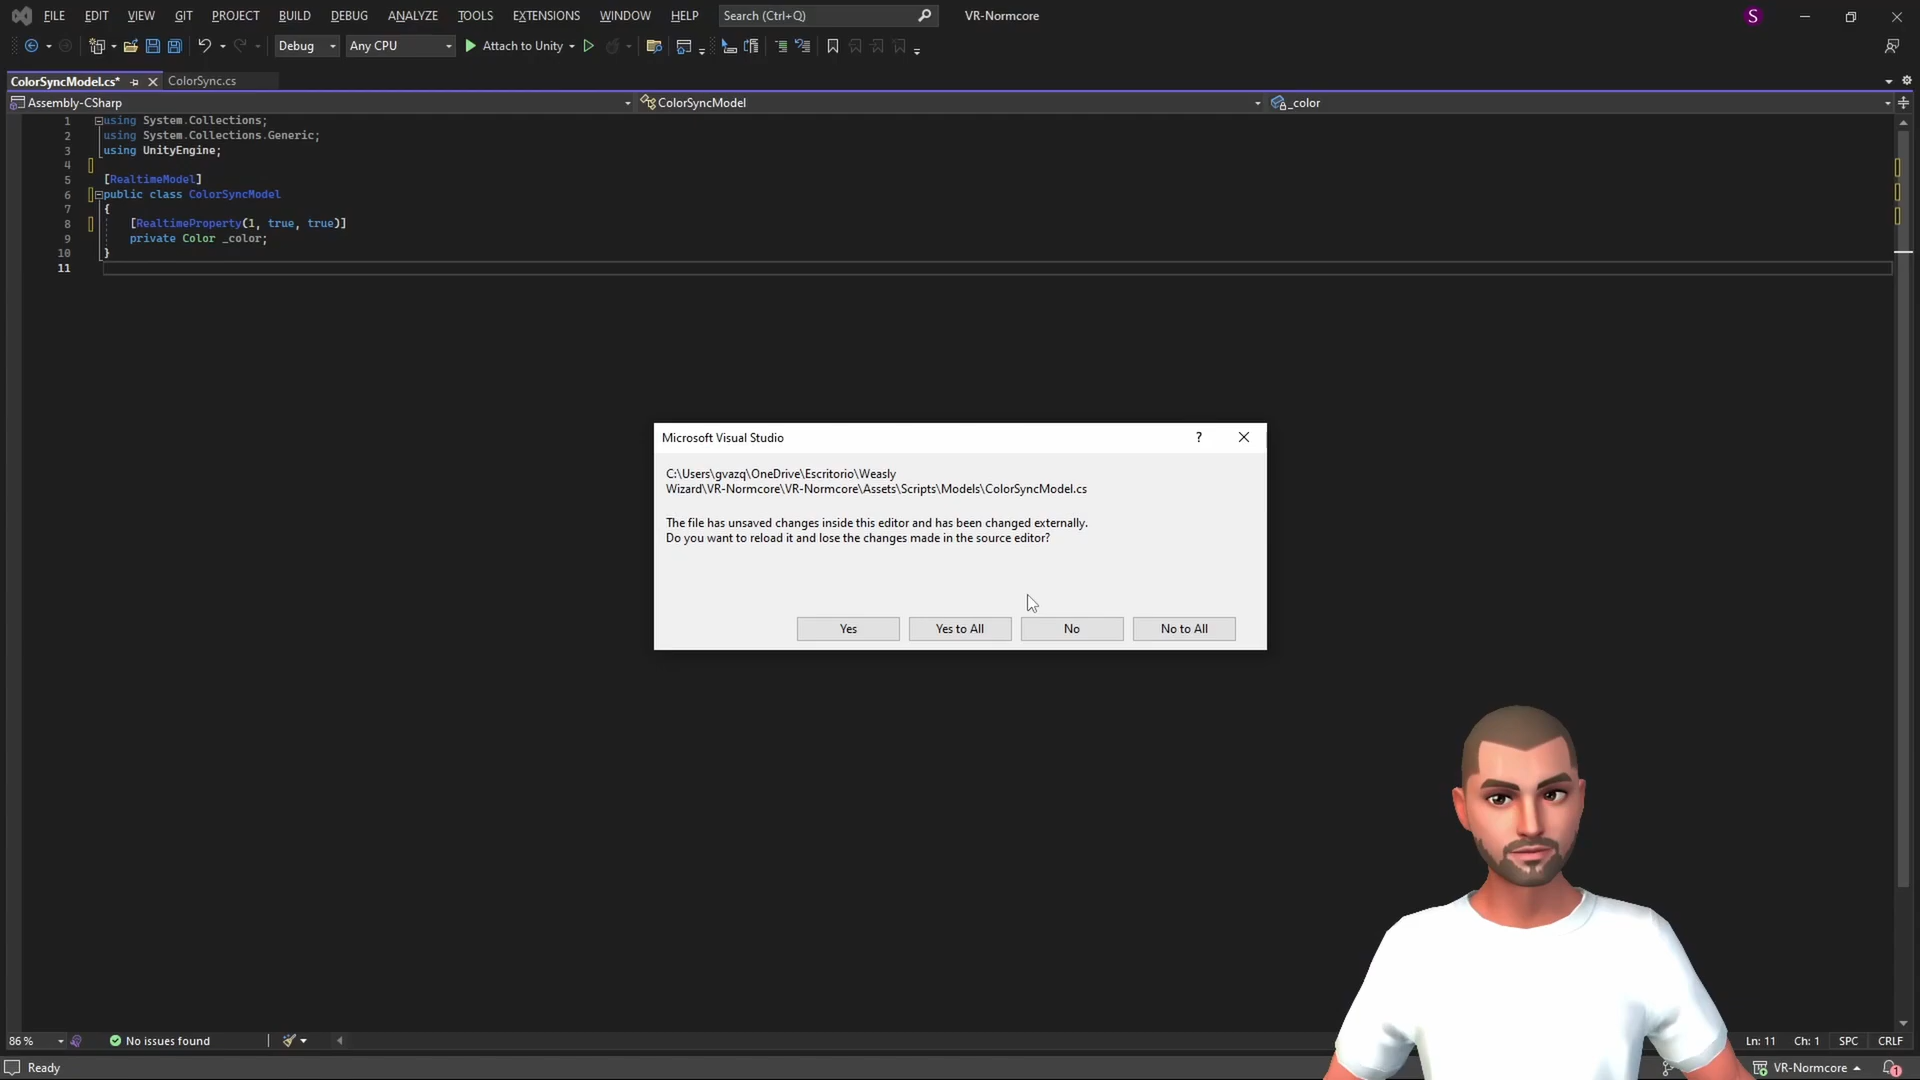 FILE EDIT VIEW GIT PROJECT BUILD DEBUG ANALYZE TOOLS EXTENSIONS WINDOW HELP Search (Ctrl+Q) VR-Normcore S
Debug Any CPU Attach to Unity
ColorSyncModel.cs* ColorSync.cs
Assembly-CSharp ColorSyncModel _color
1 using System.Collections;
2 using System.Collections.Generic;
3 using UnityEngine;
4
5 [RealtimeModel]
6 public class ColorSyncModel
7 {
8 [RealtimeProperty(1, true, true)]
9 private Color _color;
10 }
11
Microsoft Visual Studio ?
C:\Users\gvazq\OneDrive\Escritorio\Weasly
Wizard\VR-Normcore\VR-Normcore\Assets\Scripts\Models\ColorSyncModel.cs
The file has unsaved changes inside this editor and has been changed externally.
Do you want to reload it and lose the changes made in the source editor?
Yes Yes to All No No to All
86 % No issues found Ln: 11 Ch: 1 SPC CRLF
Ready VR-Normcore 1